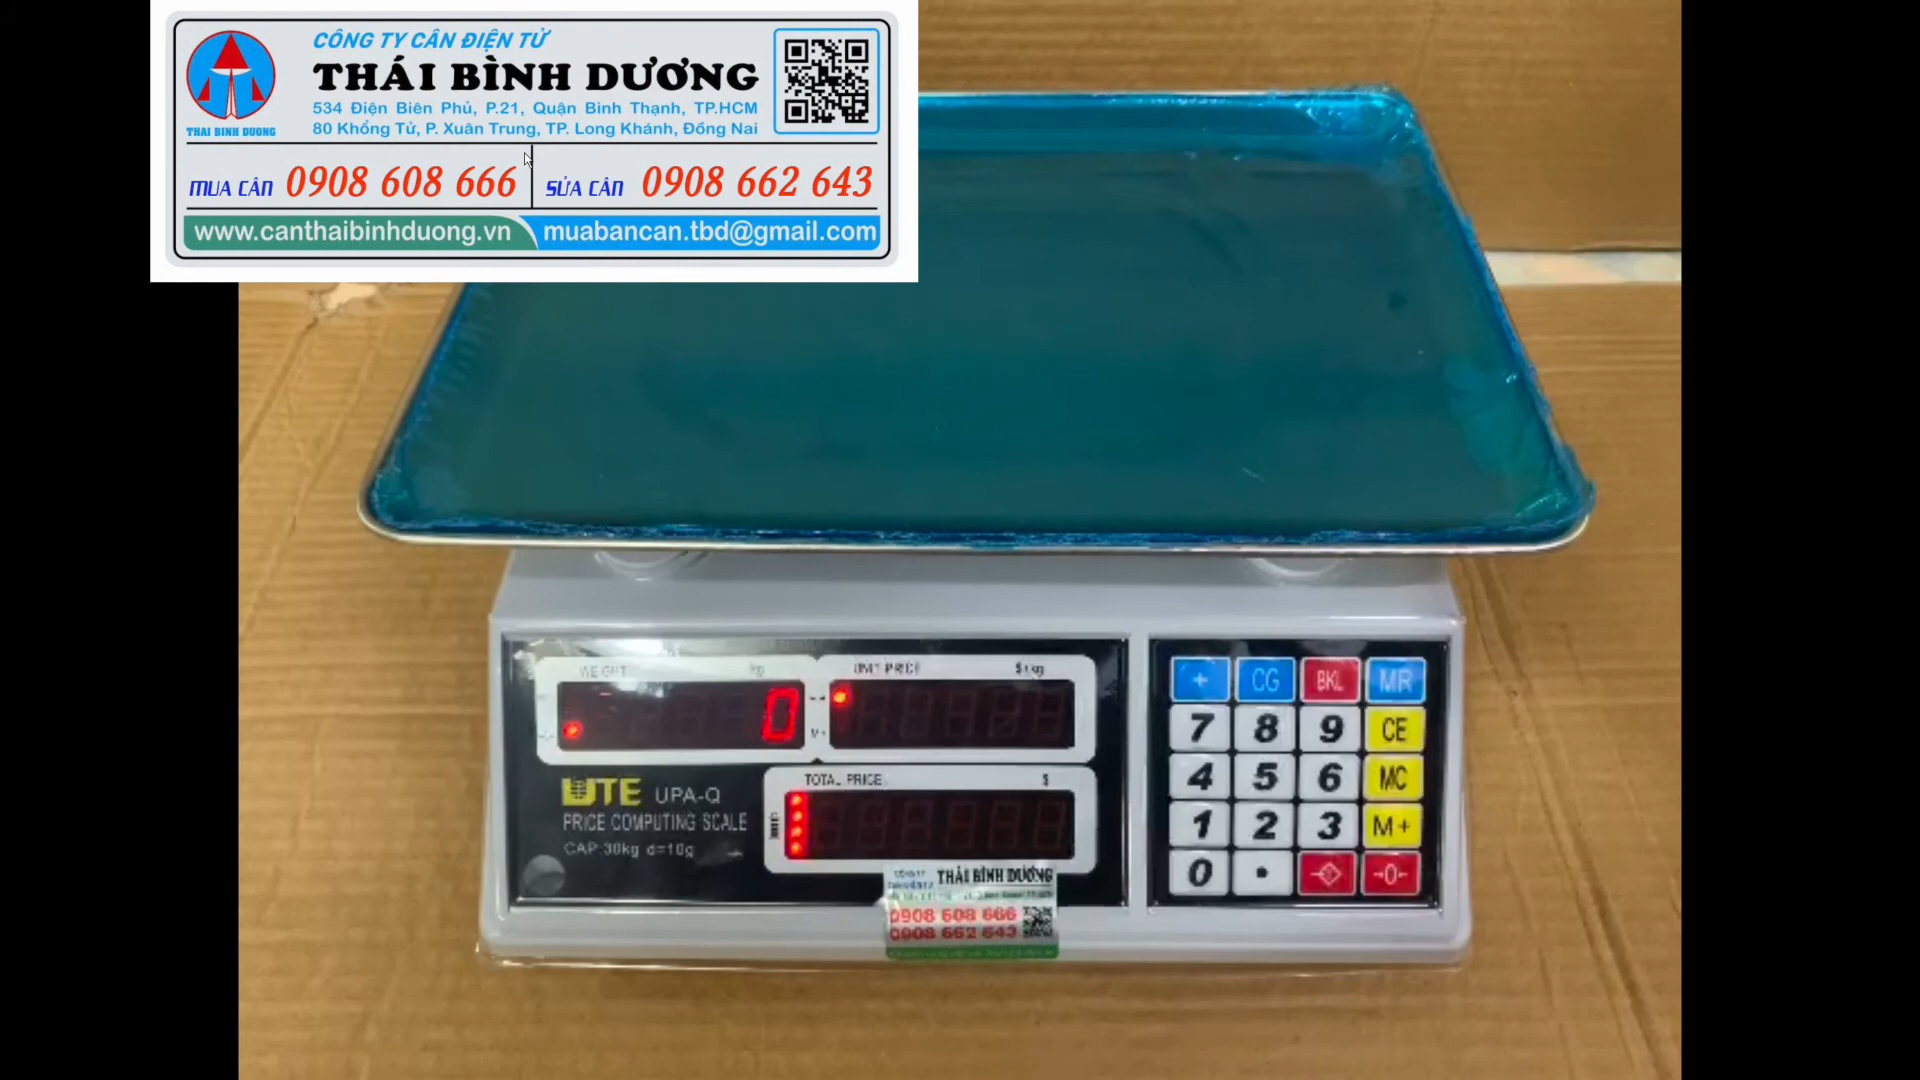 CÔNG TY CÂN ĐIỆN TỬ
THÁI BÌNH DƯƠNG
534 Điện Biên Phủ, P.21, Quận Bình Thạnh, TP.HCM
80 Khổng Tử, P. Xuân Trung, TP. Long Khánh, Đồng Nai
THAI BINH DUONG
MUA CÂN 0908 608 666
SỬA CÂN 0908 662 643
www.canthaibinhduong.vn
muabancan.tbd@gmail.com
WEIGHT kg
UNIT PRICE $/kg
0
UTE UPA-Q
PRICE COMPUTING SCALE
CAP:30kg d=10g
TOTAL PRICE $
+ CG BKL MR
7 8 9 CE
4 5 6 MC
1 2 3 M+
0 . →0←
THÁI BÌNH DƯƠNG
0908 608 666
0908 662 643